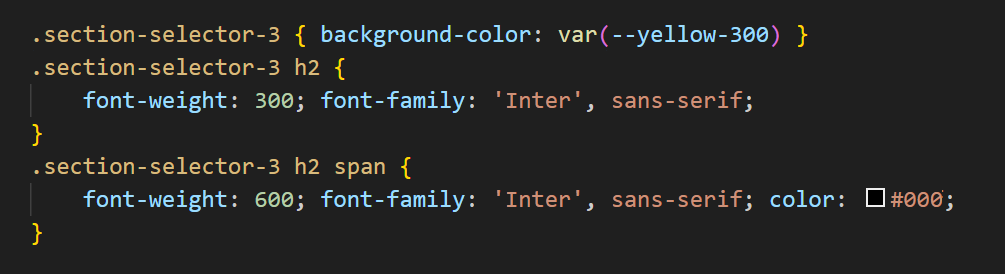 .section-selector-3 { background-color: var(--yellow-300) }
.section-selector-3 h2 {
font-weight: 300; font-family: 'Inter', sans-serif;
}
.section-selector-3 h2 span {
font-weight: 600; font-family: 'Inter', sans-serif; color: #000;
}